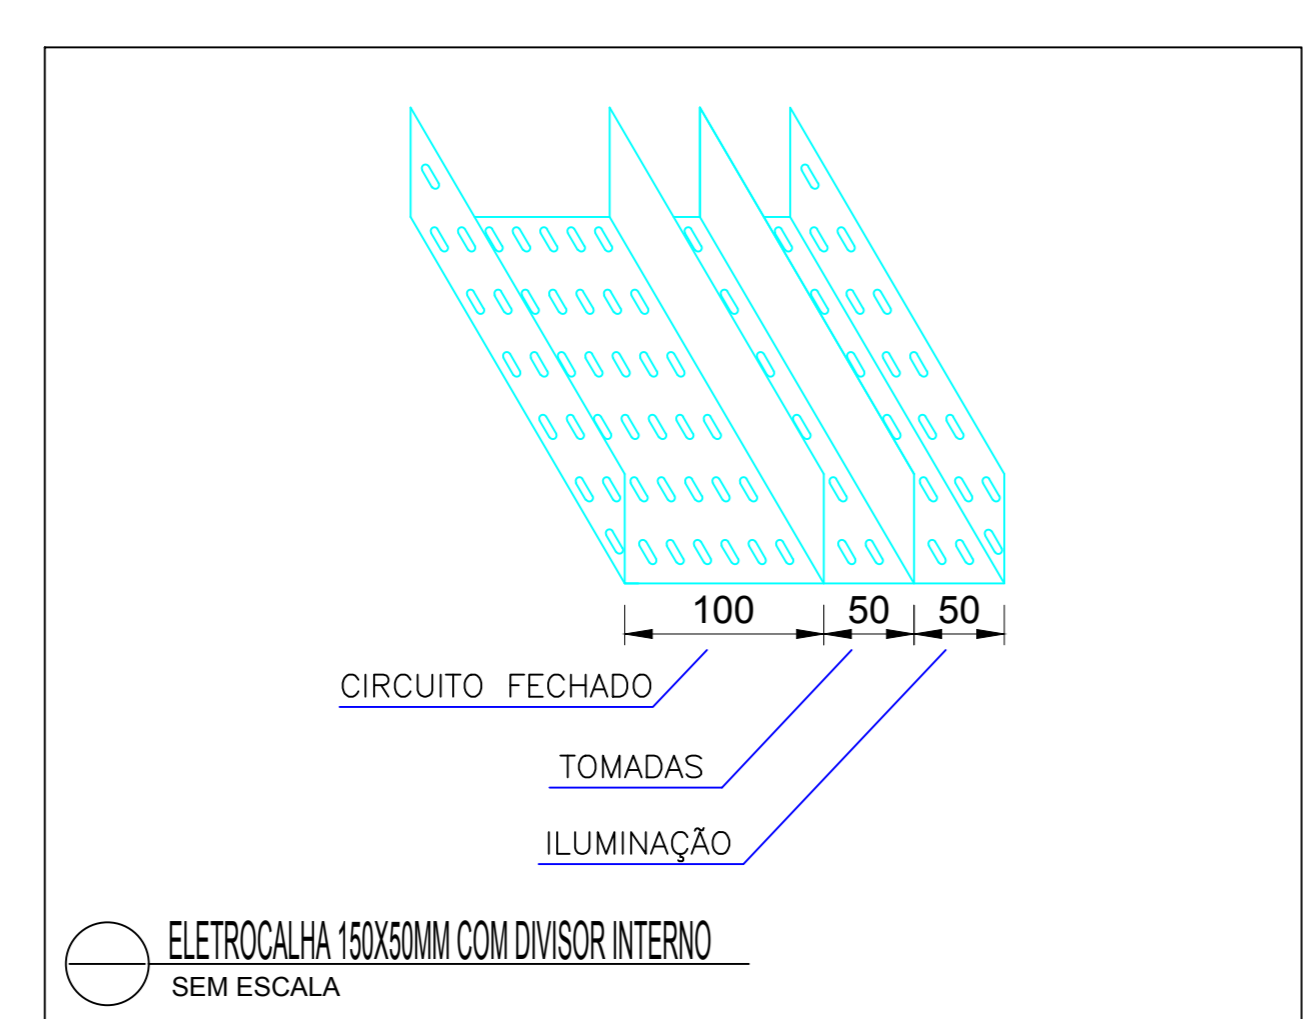 100 50 50
CIRCUITO FECHADO
TOMADAS
ILUMINAÇÃO
ELETROCALHA 150X50MM COM DIVISOR INTERNO
SEM ESCALA